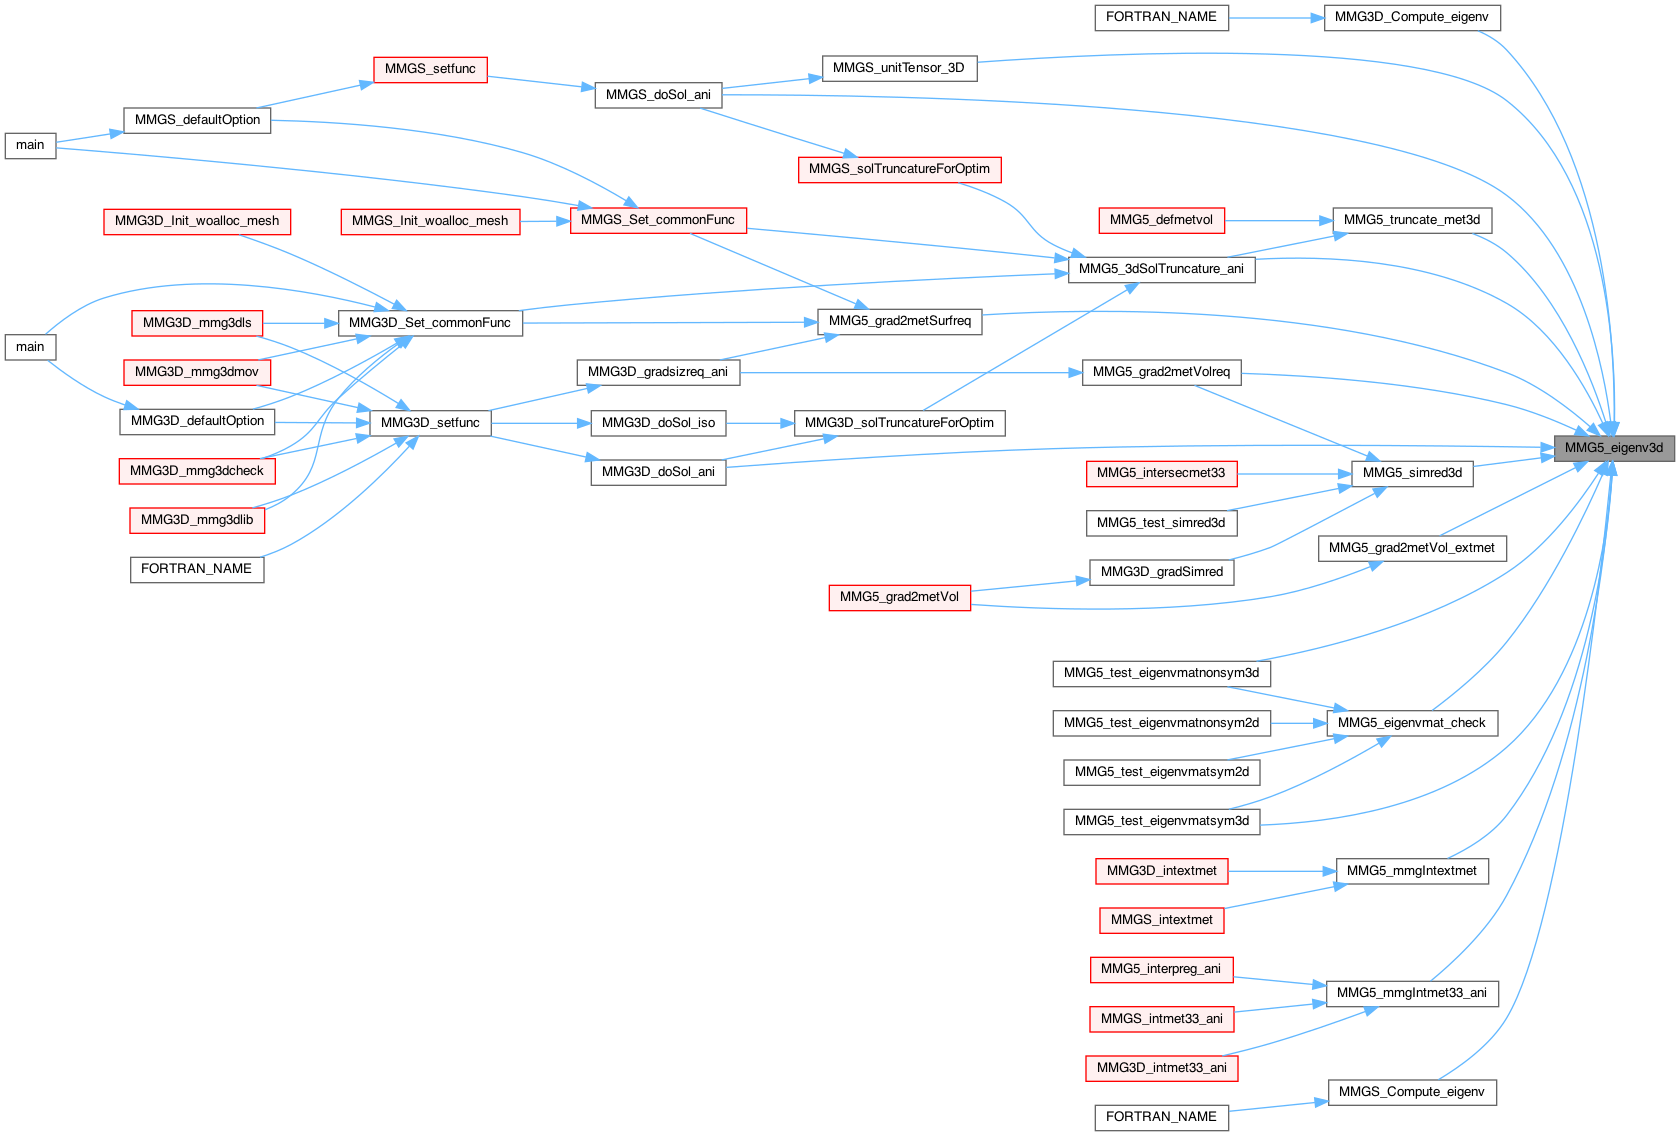 FORTRAN_NAME
MMG3D_Compute_eigenv
MMGS_setfunc
MMGS_unitTensor_3D
MMGS_doSol_ani
MMGS_defaultOption
main
MMGS_solTruncatureForOptim
MMG3D_Init_woalloc_mesh
MMGS_Init_woalloc_mesh
MMGS_Set_commonFunc
MMG5_defmetvol
MMG5_truncate_met3d
MMG5_3dSolTruncature_ani
MMG3D_mmg3dls
MMG3D_Set_commonFunc
MMG5_grad2metSurfreq
main
MMG3D_mmg3dmov
MMG3D_gradsizreq_ani
MMG5_grad2metVolreq
MMG3D_defaultOption
MMG3D_setfunc
MMG3D_doSol_iso
MMG3D_solTruncatureForOptim
MMG5_eigenv3d
MMG3D_mmg3dcheck
MMG3D_doSol_ani
MMG5_intersecmet33
MMG5_simred3d
MMG3D_mmg3dlib
MMG5_test_simred3d
MMG5_grad2metVol_extmet
FORTRAN_NAME
MMG3D_gradSimred
MMG5_grad2metVol
MMG5_test_eigenvmatnonsym3d
MMG5_test_eigenvmatnonsym2d
MMG5_eigenvmat_check
MMG5_test_eigenvmatsym2d
MMG5_test_eigenvmatsym3d
MMG3D_intextmet
MMG5_mmgIntextmet
MMGS_intextmet
MMG5_interpreg_ani
MMG5_mmgIntmet33_ani
MMGS_intmet33_ani
MMG3D_intmet33_ani
MMGS_Compute_eigenv
FORTRAN_NAME